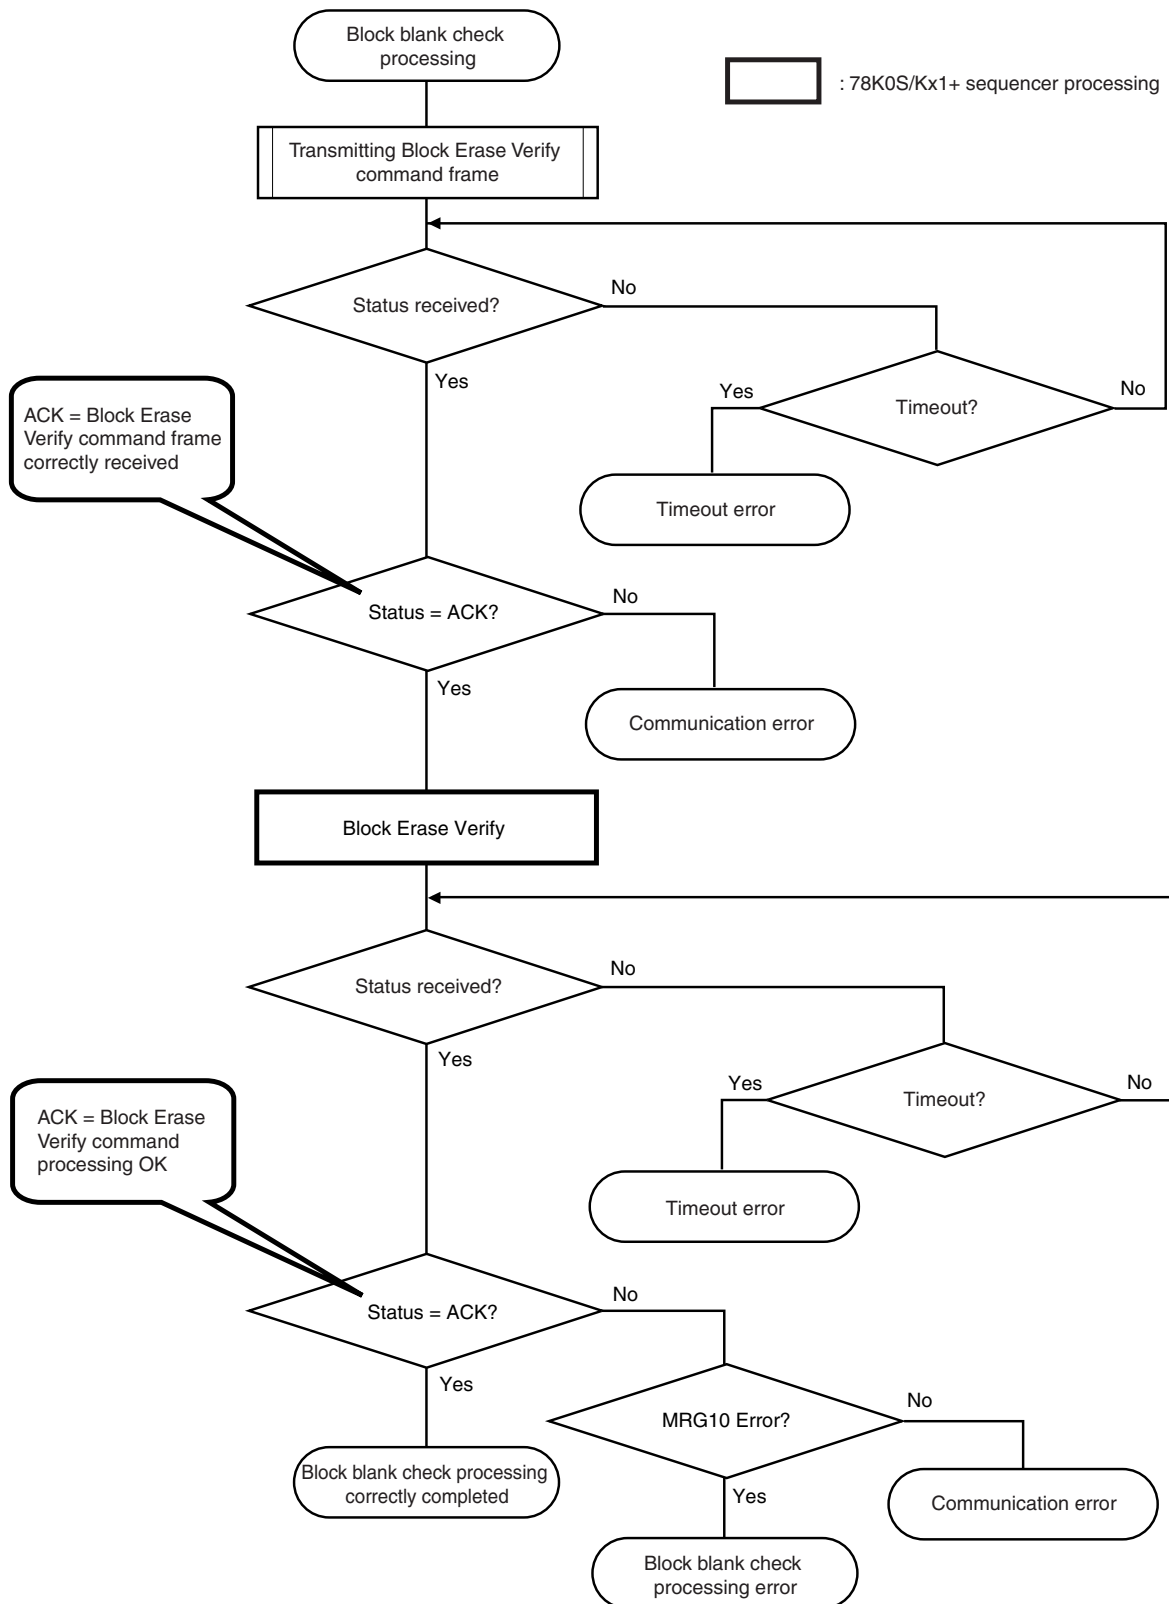 Block blank check
processing
: 78K0S/Kx1+ sequencer processing
Transmitting Block Erase Verify
command frame
Status received?
No
Yes
Timeout?
Yes
No
Timeout error
ACK = Block Erase
Verify command frame
correctly received
Status = ACK?
No
Yes
Communication error
Block Erase Verify
Status received?
No
Yes
Timeout?
Yes
No
Timeout error
ACK = Block Erase
Verify command
processing OK
Status = ACK?
No
Yes
MRG10 Error?
No
Yes
Block blank check processing
correctly completed
Communication error
Block blank check
processing error